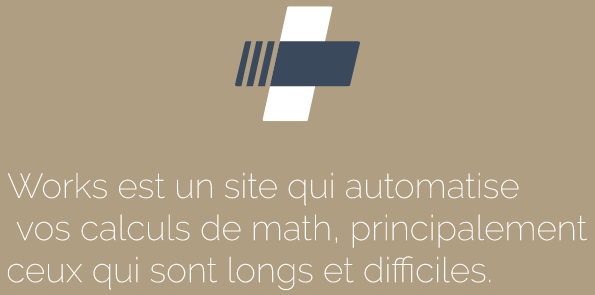 Works est un site qui automatise
vos calculs de math, principalement
ceux qui sont longs et difficiles.